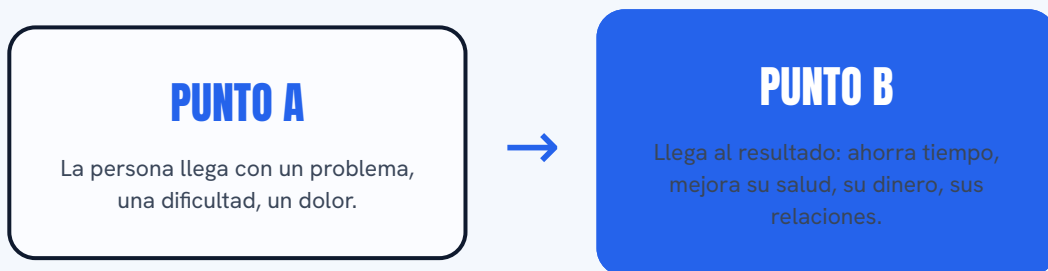 PUNTO A
La persona llega con un problema,
una dificultad, un dolor.
→
PUNTO B
Llega al resultado: ahorra tiempo,
mejora su salud, su dinero, sus
relaciones.